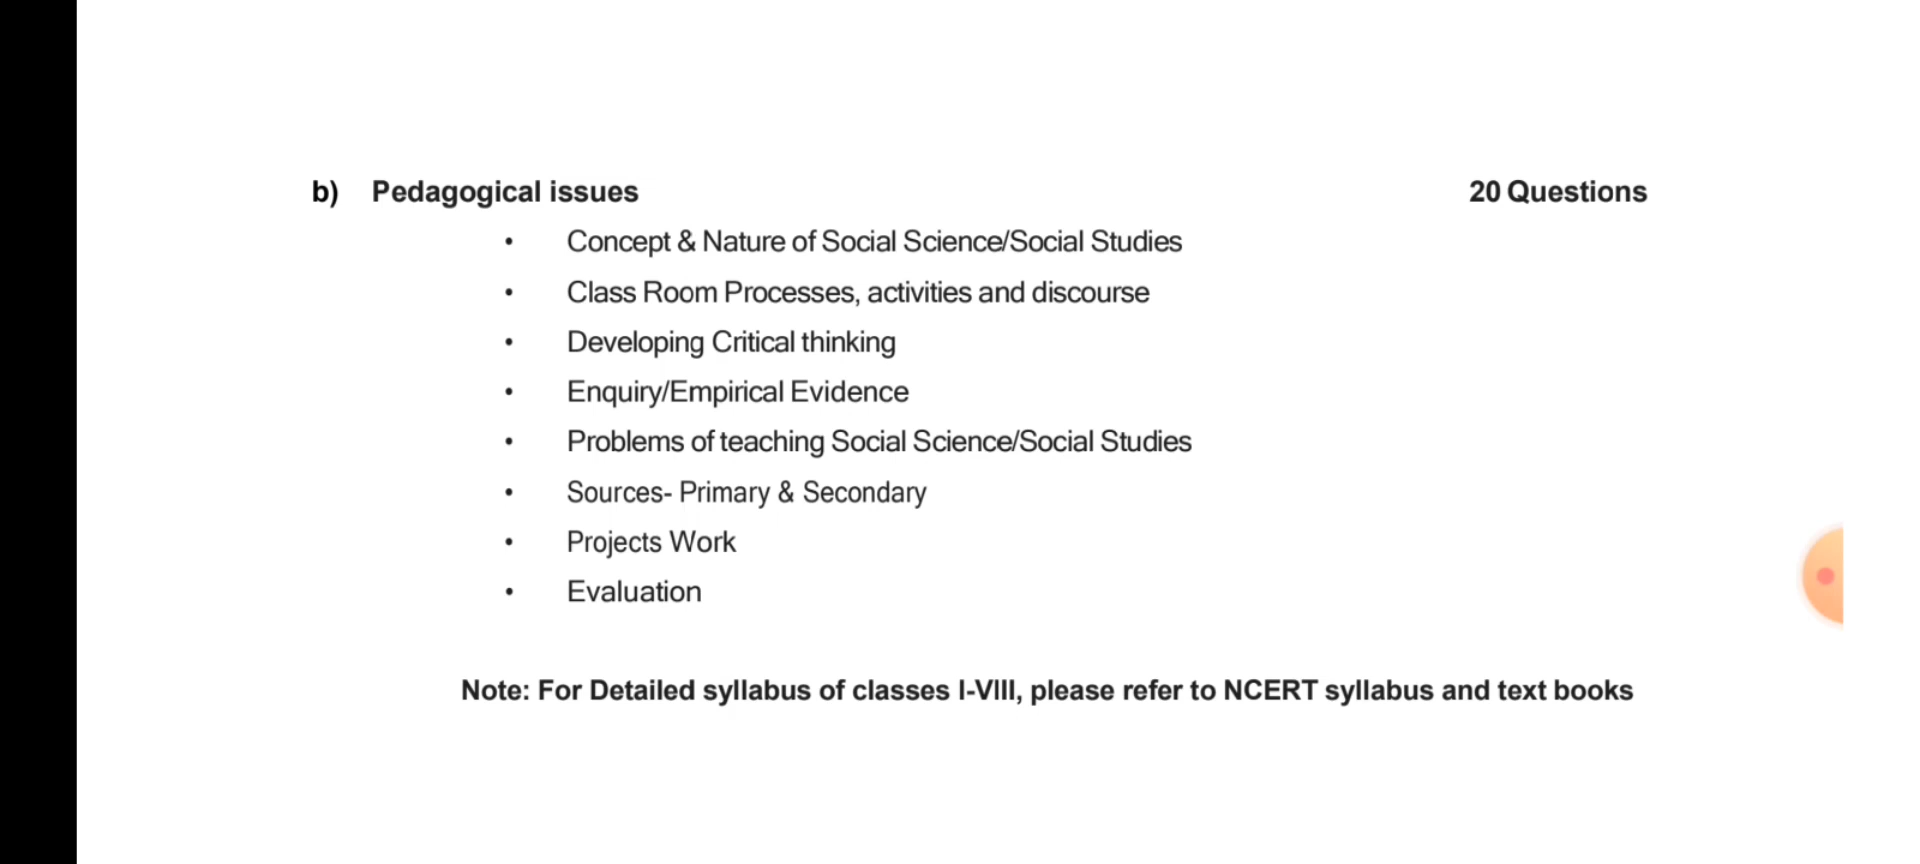 b) Pedagogical issues 20 Questions
• Concept & Nature of Social Science/Social Studies
• Class Room Processes, activities and discourse
• Developing Critical thinking
• Enquiry/Empirical Evidence
• Problems of teaching Social Science/Social Studies
• Sources- Primary & Secondary
• Projects Work
• Evaluation
Note: For Detailed syllabus of classes I-VIII, please refer to NCERT syllabus and text books